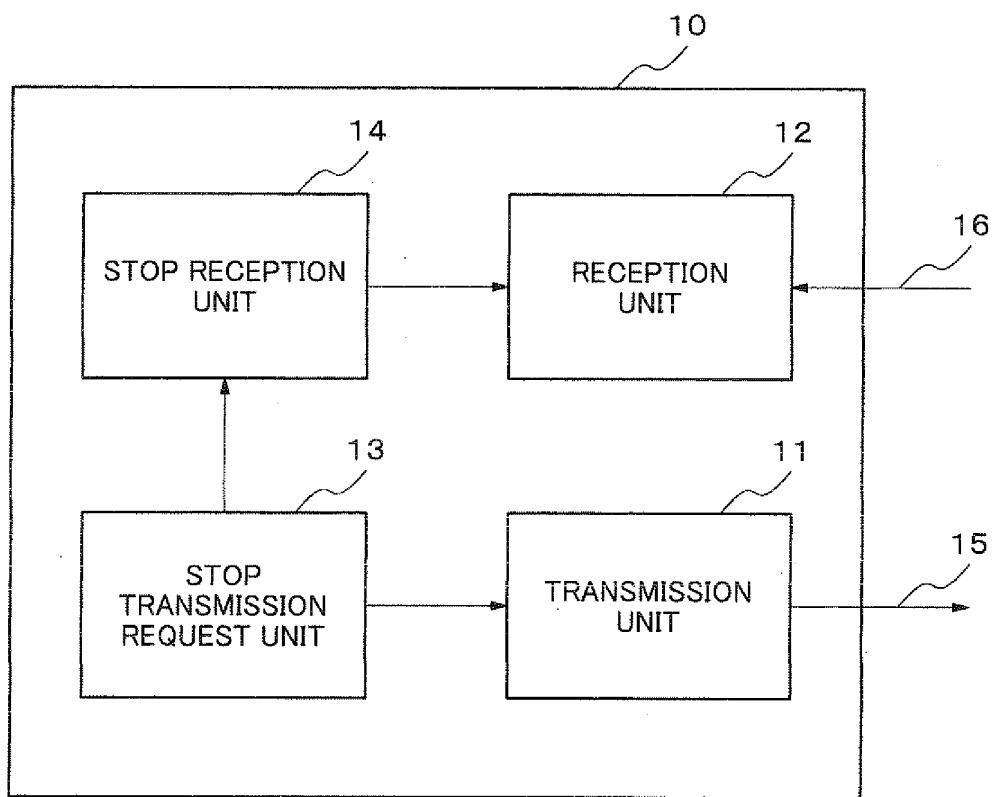 10
14
12
16
STOP RECEPTION
UNIT
RECEPTION
UNIT
13
11
15
STOP
TRANSMISSION
REQUEST UNIT
TRANSMISSION
UNIT